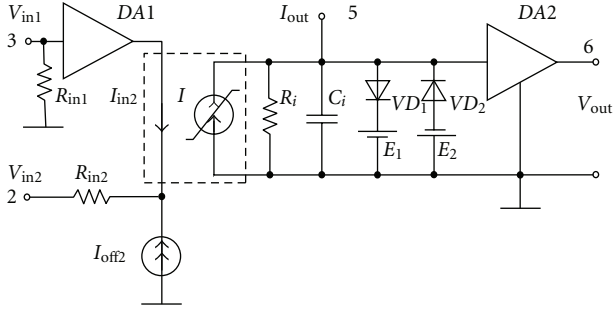 V_in1
3
DA1
I_out
5
DA2
6
R_in1
I_in2
I
R_i
C_i
VD_1
VD_2
V_out
E_1
E_2
V_in2
2
R_in2
I_off2